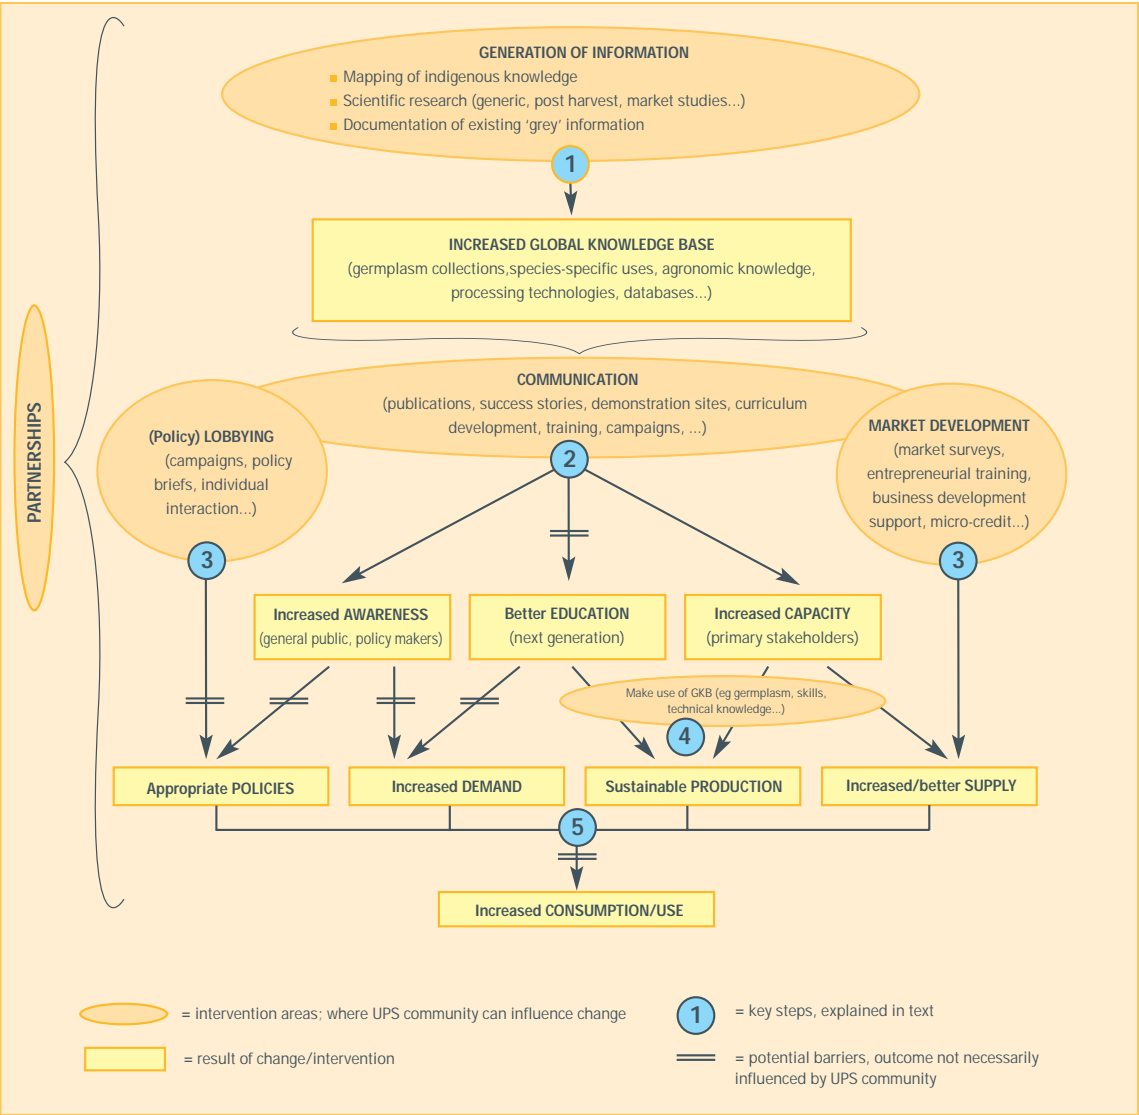 GENERATION OF INFORMATION
Mapping of indigenous knowledge
Scientific research (generic, post harvest, market studies...)
Documentation of existing ‘grey’ information
1
INCREASED GLOBAL KNOWLEDGE BASE
(germplasm collections,species-specific uses, agronomic knowledge,
processing technologies, databases...)
PARTNERSHIPS
COMMUNICATION
(publications, success stories, demonstration sites, curriculum
development, training, campaigns, ...)
2
(Policy) LOBBYING
(campaigns, policy
briefs, individual
interaction...)
3
MARKET DEVELOPMENT
(market surveys,
entrepreneurial training,
business development
support, micro-credit...)
3
Increased AWARENESS
(general public, policy makers)
Better EDUCATION
(next generation)
Increased CAPACITY
(primary stakeholders)
Make use of GKB (eg germplasm, skills,
technical knowledge...)
4
Appropriate POLICIES
Increased DEMAND
Sustainable PRODUCTION
Increased/better SUPPLY
5
Increased CONSUMPTION/USE
= intervention areas; where UPS community can influence change
= result of change/intervention
1
= key steps, explained in text
= potential barriers, outcome not necessarily
influenced by UPS community